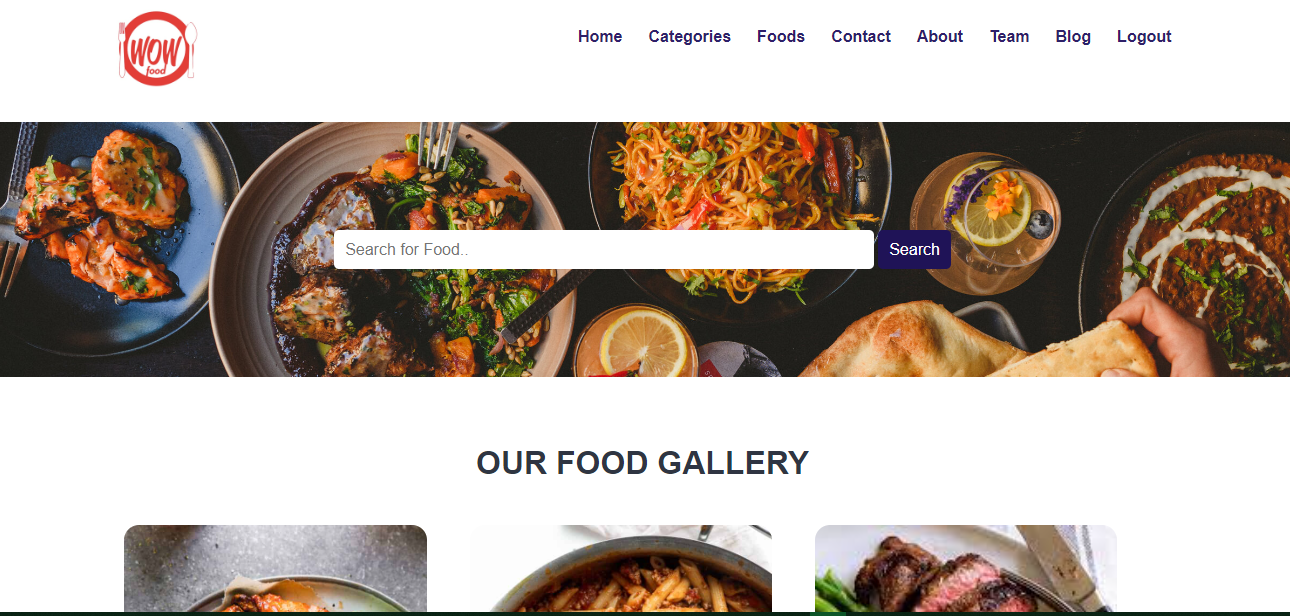 WOW
food
Home Categories Foods Contact About Team Blog Logout
Search for Food.. Search
OUR FOOD GALLERY